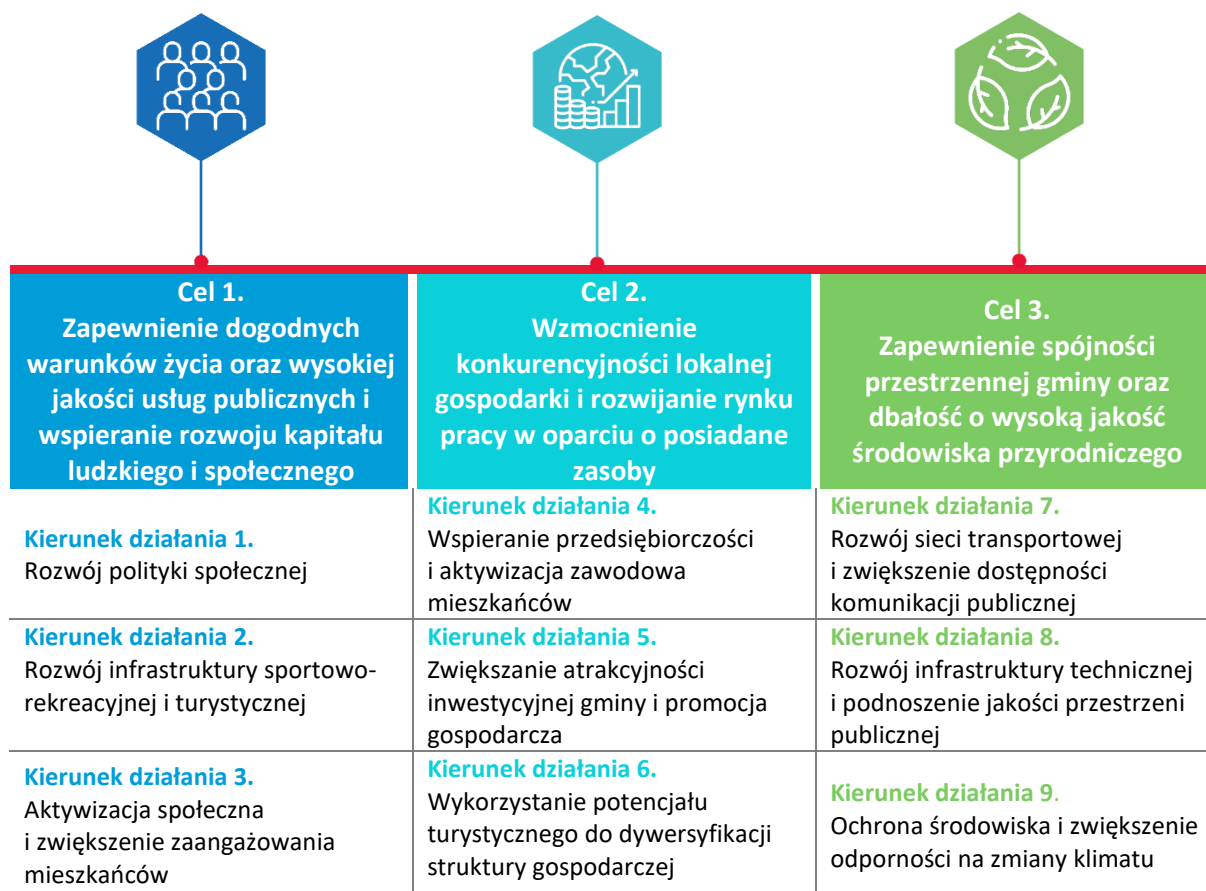 Cel 1.
Zapewnienie dogodnych
warunków życia oraz wysokiej
jakości usług publicznych i
wspieranie rozwoju kapitału
ludzkiego i społecznego
Cel 2.
Wzmocnienie
konkurencyjności lokalnej
gospodarki i rozwijanie rynku
pracy w oparciu o posiadane
zasoby
Cel 3.
Zapewnienie spójności
przestrzennej gminy oraz
dbałość o wysoką jakość
środowiska przyrodniczego
Kierunek działania 1.
Rozwój polityki społecznej
Kierunek działania 4.
Wspieranie przedsiębiorczości
i aktywizacja zawodowa
mieszkańców
Kierunek działania 7.
Rozwój sieci transportowej
i zwiększenie dostępności
komunikacji publicznej
Kierunek działania 2.
Rozwój infrastruktury sportowo-
rekreacyjnej i turystycznej
Kierunek działania 5.
Zwiększanie atrakcyjności
inwestycyjnej gminy i promocja
gospodarcza
Kierunek działania 8.
Rozwój infrastruktury technicznej
i podnoszenie jakości przestrzeni
publicznej
Kierunek działania 3.
Aktywizacja społeczna
i zwiększenie zaangażowania
mieszkańców
Kierunek działania 6.
Wykorzystanie potencjału
turystycznego do dywersyfikacji
struktury gospodarczej
Kierunek działania 9.
Ochrona środowiska i zwiększenie
odporności na zmiany klimatu